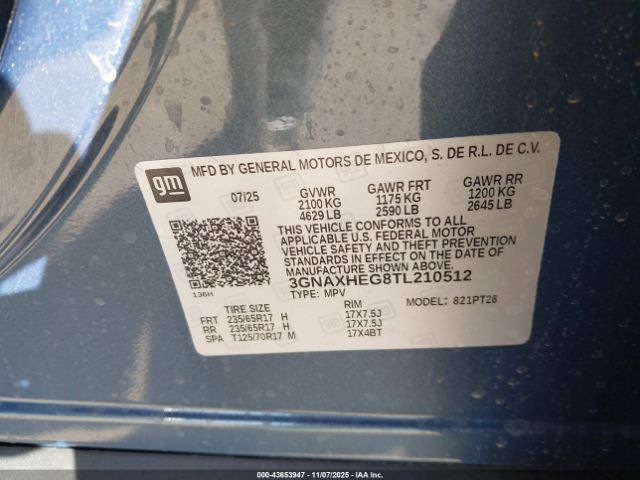 gm
MFD BY GENERAL MOTORS DE MEXICO, S. DE R.L. DE C.V.
07/25 GVWR GAWR FRT GAWR RR
2100 KG 1175 KG 1200 KG
4629 LB 2590 LB 2645 LB
THIS VEHICLE CONFORMS TO ALL
APPLICABLE U.S. FEDERAL MOTOR
VEHICLE SAFETY AND THEFT PREVENTION
STANDARDS IN EFFECT ON THE DATE OF
MANUFACTURE SHOWN ABOVE.
3GNAXHEG8TL210512
136H
TYPE: MPV MODEL: 821PT26
TIRE SIZE RIM
FRT 235/65R17 H 17X7.5J
RR 235/65R17 H 17X7.5J
SPA T125/70R17 M 17X4BT
IAA 00 - 43653947 - 11/07/2025 - IAAI.COM